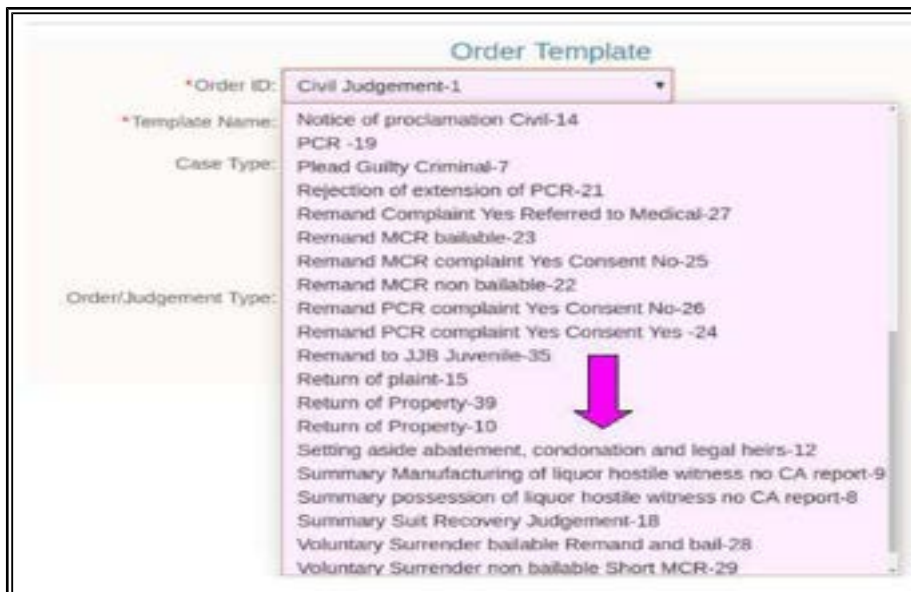 Order Template
*Order ID: Civil Judgement-1
*Template Name: Notice of proclamation Civil-14
PCR -19
Case Type: Plead Guilty Criminal-7
Rejection of extension of PCR-21
Remand Complaint Yes Referred to Medical-27
Remand MCR bailable-23
Remand MCR complaint Yes Consent No-25
Remand MCR non bailable-22
Order/Judgement Type: Remand PCR complaint Yes Consent No-26
Remand PCR complaint Yes Consent Yes -24
Remand to JJB Juvenile-35
Return of plaint-15
Return of Property-39
Return of Property-10
Setting aside abatement, condonation and legal heirs-12
Summary Manufacturing of liquor hostile witness no CA report-9
Summary possession of liquor hostile witness no CA report-8
Summary Suit Recovery Judgement-18
Voluntary Surrender bailable Remand and bail-28
Voluntary Surrender non bailable Short MCR-29